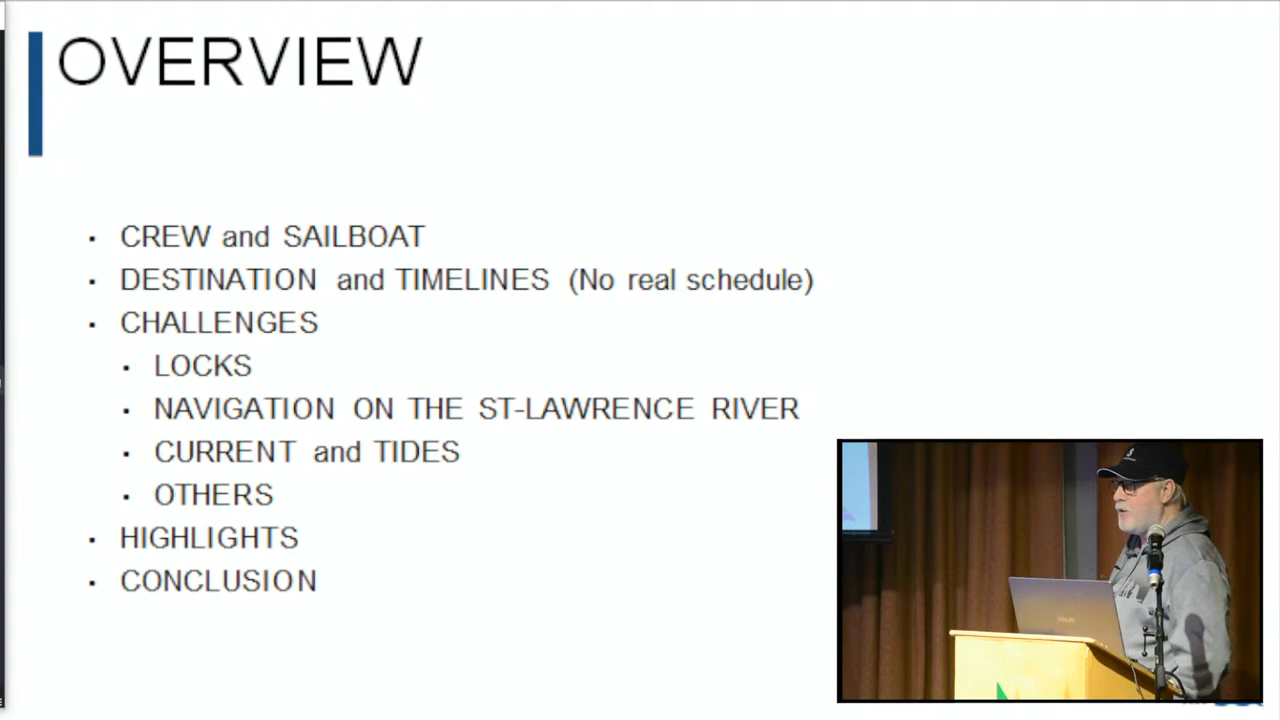 OVERVIEW
▪ CREW and SAILBOAT
▪ DESTINATION and TIMELINES (No real schedule)
▪ CHALLENGES
▪ LOCKS
▪ NAVIGATION ON THE ST-LAWRENCE RIVER
▪ CURRENT and TIDES
▪ OTHERS
▪ HIGHLIGHTS
▪ CONCLUSION